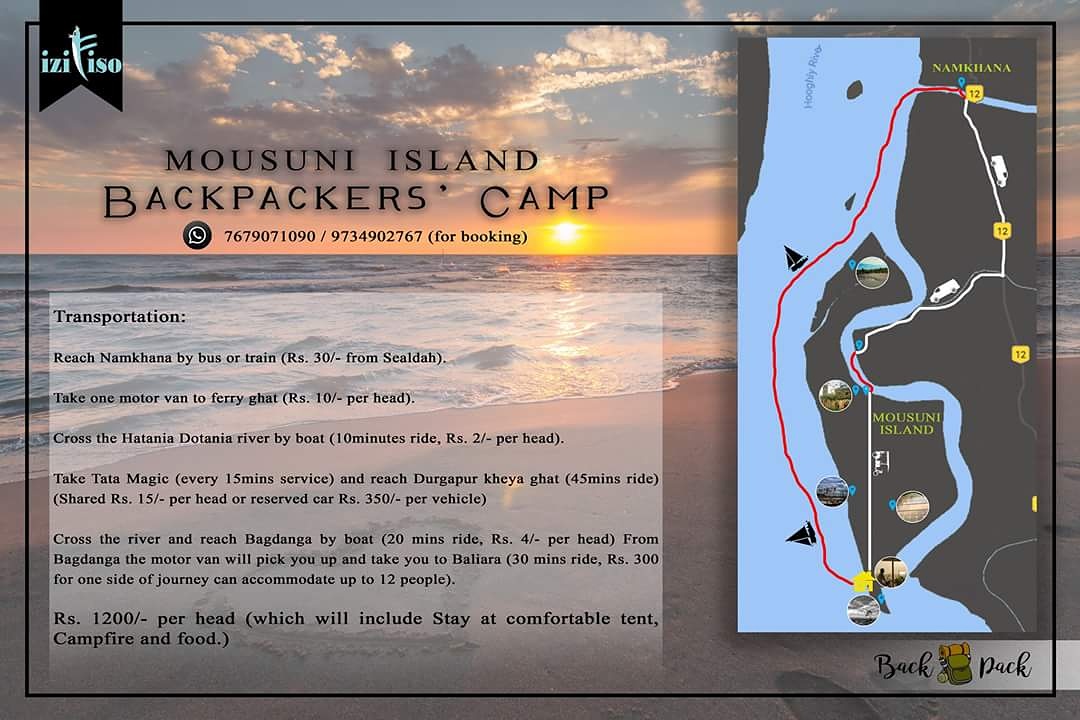 izifiso
MOUSUNI ISLAND
BACKPACKERS' CAMP
7679071090 / 9734902767 (for booking)
Transportation:
Reach Namkhana by bus or train (Rs. 30/- from Sealdah).
Take one motor van to ferry ghat (Rs. 10/- per head).
Cross the Hatania Dotania river by boat (10minutes ride, Rs. 2/- per head).
Take Tata Magic (every 15mins service) and reach Durgapur kheya ghat (45mins ride)
(Shared Rs. 15/- per head or reserved car Rs. 350/- per vehicle)
Cross the river and reach Bagdanga by boat (20 mins ride, Rs. 4/- per head) From
Bagdanga the motor van will pick you up and take you to Baliara (30 mins ride, Rs. 300
for one side of journey can accommodate up to 12 people).
Rs. 1200/- per head (which will include Stay at comfortable tent,
Campfire and food.)
Hooghly River
NAMKHANA
12
12
12
MOUSUNI
ISLAND
Back Pack